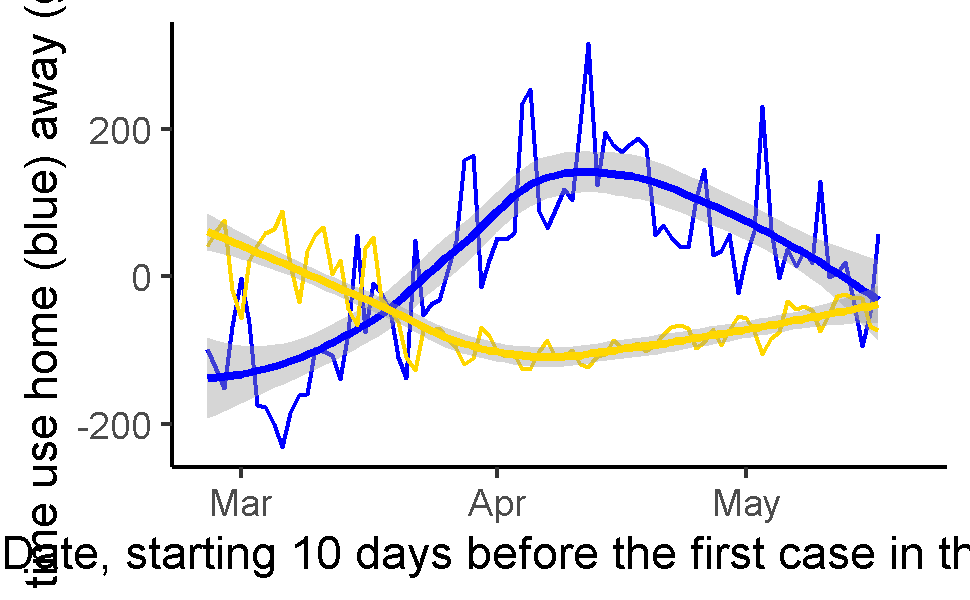 time use home (blue) away (
200
0
-200
Mar Apr May
Date, starting 10 days before the first case in th